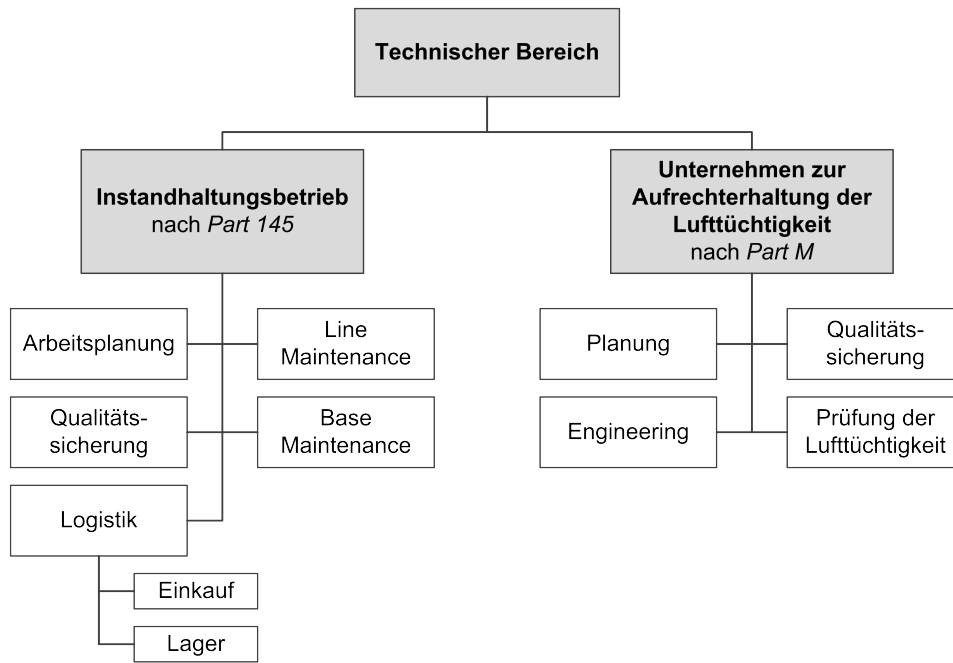 Technischer Bereich
Instandhaltungsbetrieb
nach Part 145
Unternehmen zur
Aufrechterhaltung der
Lufttüchtigkeit
nach Part M
Arbeitsplanung
Line
Maintenance
Qualitäts-
sicherung
Base
Maintenance
Logistik
Einkauf
Lager
Planung
Qualitäts-
sicherung
Engineering
Prüfung der
Lufttüchtigkeit